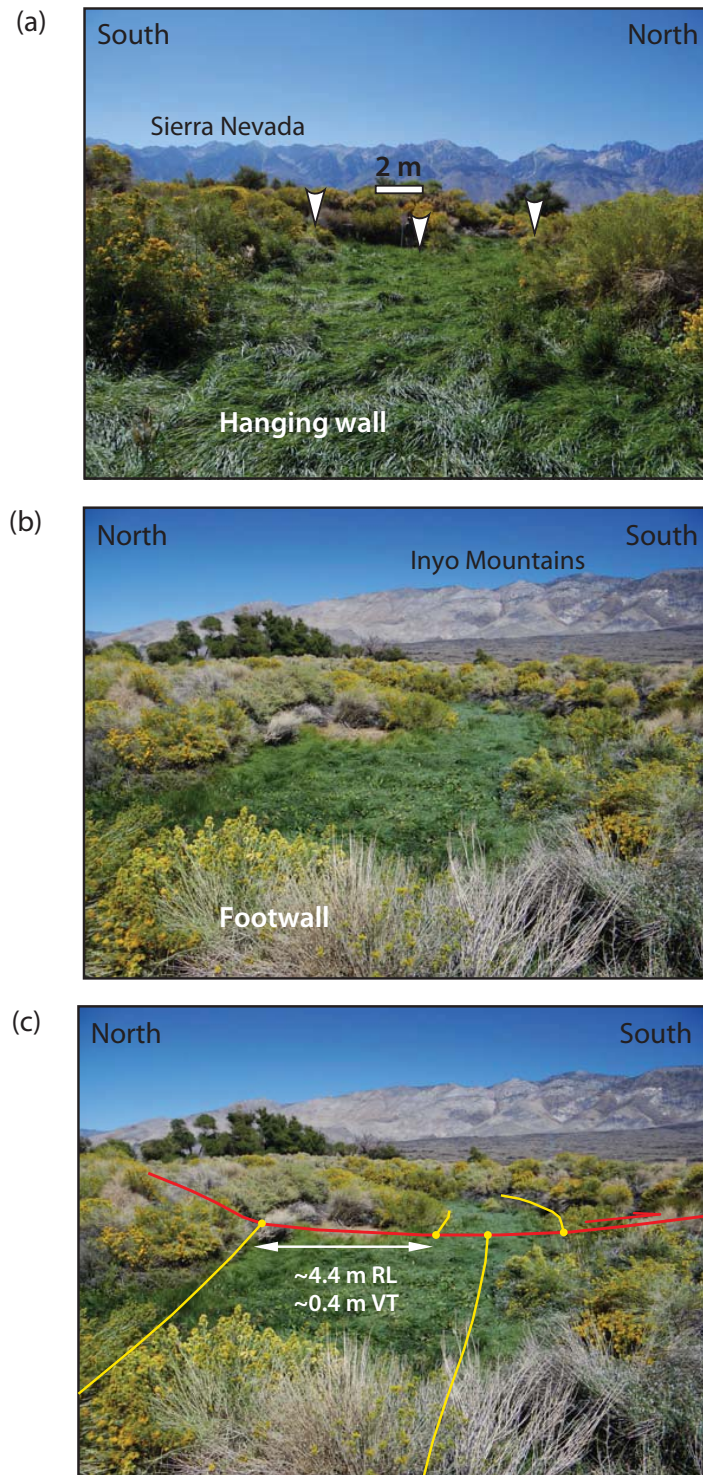 (a)
South
North
Sierra Nevada
2 m
Hanging wall
(b)
North
South
Inyo Mountains
Footwall
(c)
North
South
~4.4 m RL
~0.4 m VT